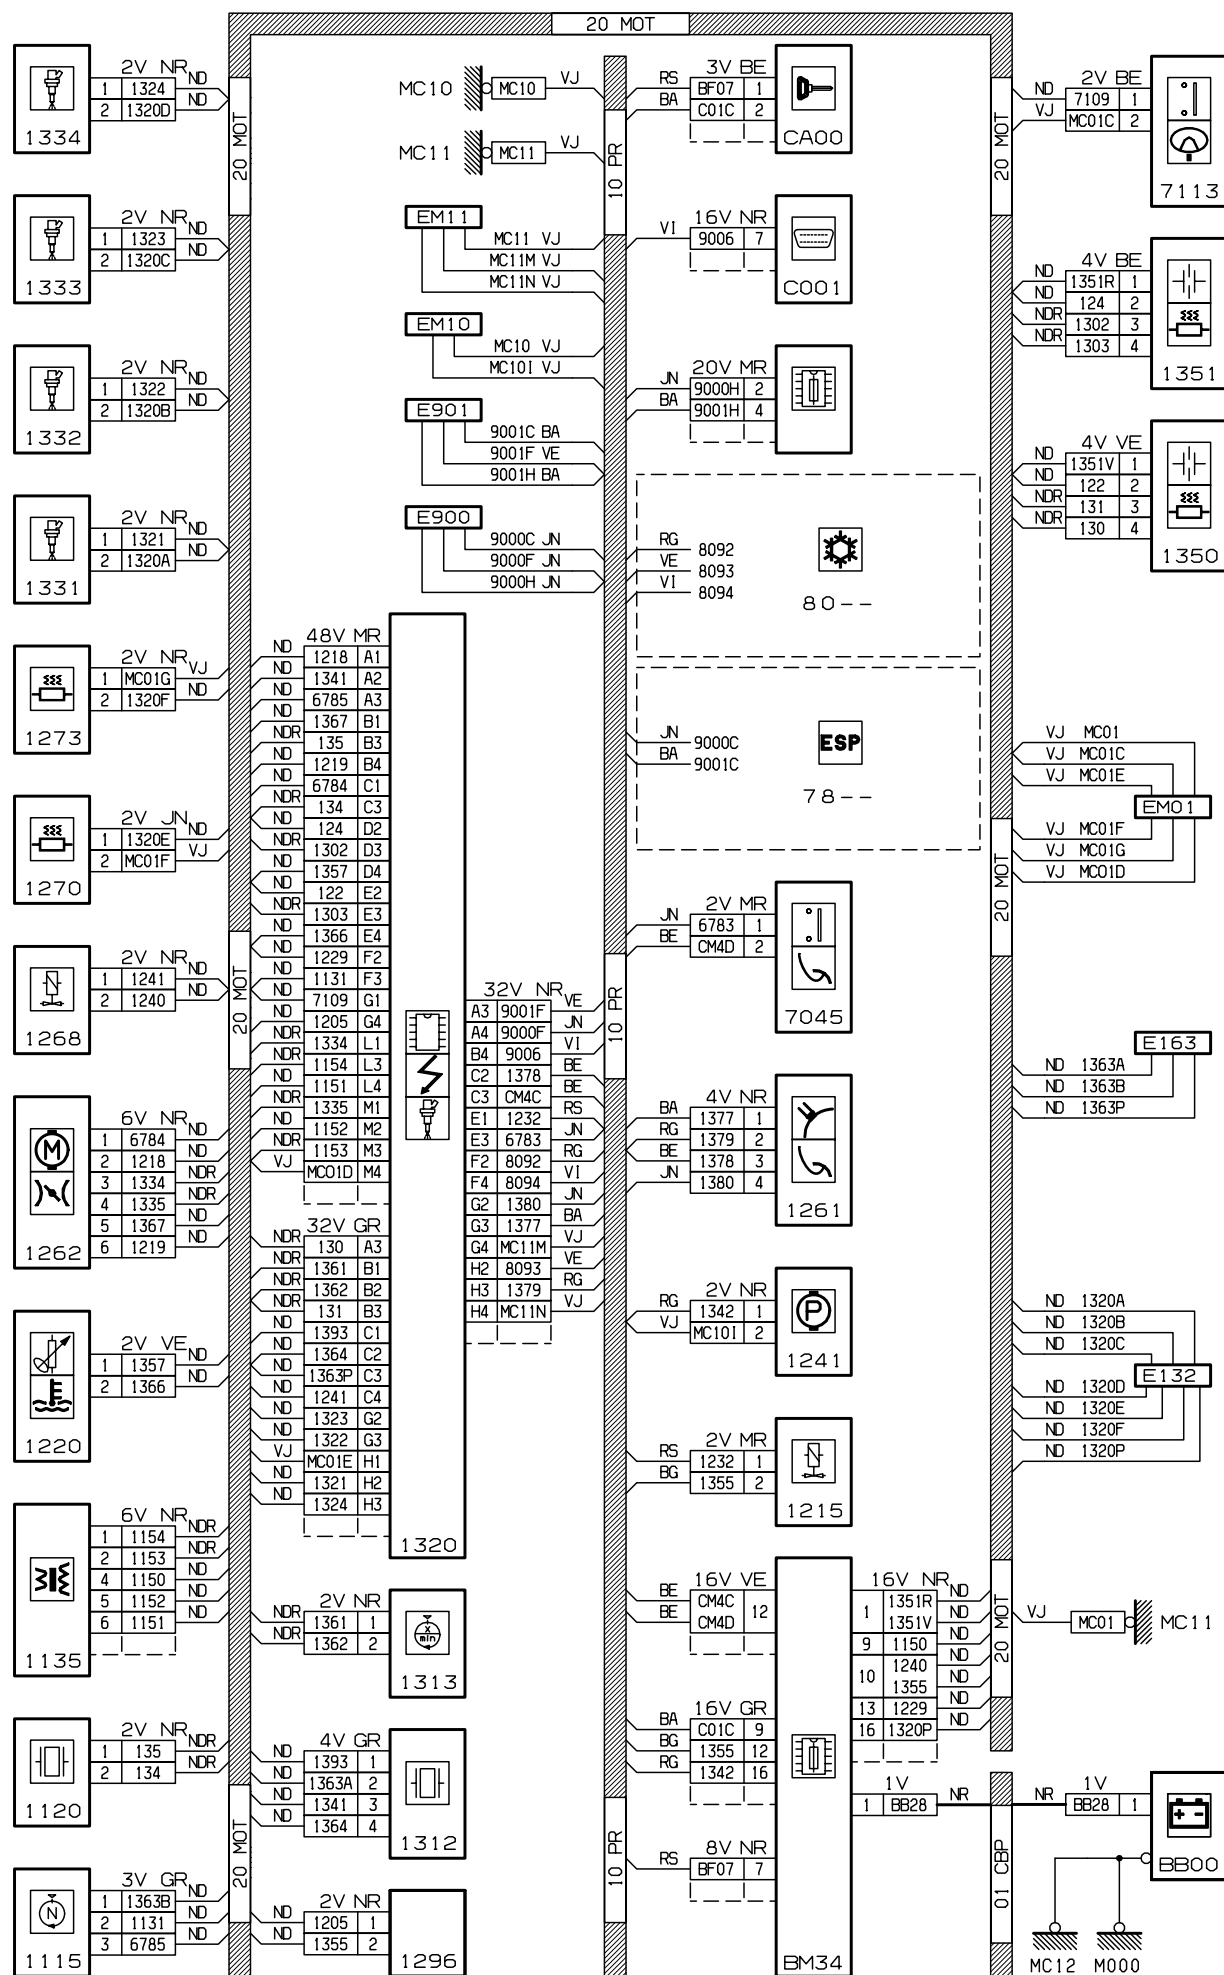 20 MOT
2V NR
1 1324 ND
2 1320D ND
1334
2V NR
1 1323 ND
2 1320C ND
1333
2V NR
1 1322 ND
2 1320B ND
1332
2V NR
1 1321 ND
2 1320A ND
1331
2V NR
1 MC01G VJ
2 1320F ND
1273
2V JN
1 1320E ND
2 MC01F VJ
1270
2V NR
1 1241 ND
2 1240 ND
1268
6V NR
M
1 6784 ND
2 1218 ND
3 1334 NDR
4 1335 NDR
5 1367 ND
6 1219 ND
1262
2V VE
1 1357 ND
2 1366 ND
1220
6V NR
1 1154 NDR
2 1153 NDR
4 1150 ND
5 1152 ND
6 1151 ND
1135
2V NR
1 135 NDR
2 134 NDR
1120
3V GR
N
1 1363B ND
2 1131 ND
3 6785 ND
1115
20 MOT
20 MOT
20 MOT
MC10 MC10 VJ
MC11 MC11 VJ
EM11
MC11 VJ
MC11M VJ
MC11N VJ
EM10
MC10 VJ
MC10I VJ
E901
9001C BA
9001F VE
9001H BA
E900
9000C JN
9000F JN
9000H JN
48V MR
ND 1218 A1
ND 1341 A2
ND 6785 A3
ND 1367 B1
NDR 135 B3
ND 1219 B4
ND 6784 C1
NDR 134 C3
ND 124 D2
NDR 1302 D3
ND 1357 D4
ND 122 E2
NDR 1303 E3
ND 1366 E4
ND 1229 F2
ND 1131 F3
ND 7109 G1
ND 1205 G4
NDR 1334 L1
NDR 1154 L3
ND 1151 L4
NDR 1335 M1
ND 1152 M2
NDR 1153 M3
VJ MC01D M4
32V GR
NDR 130 A3
NDR 1361 B1
NDR 1362 B2
NDR 131 B3
ND 1393 C1
ND 1364 C2
ND 1363P C3
ND 1241 C4
ND 1323 G2
ND 1322 G3
VJ MC01E H1
ND 1321 H2
ND 1324 H3
32V NR
A3 9001F VE
A4 9000F JN
B4 9006 VI
C2 1378 BE
C3 CM4C BE
E1 1232 RS
E3 6783 JN
F2 8092 RG
F4 8094 VI
G2 1380 JN
G3 1377 BA
G4 MC11M VJ
H2 8093 VE
H3 1379 RG
H4 MC11N VJ
1320
2V NR
NDR 1361 1
NDR 1362 2
x
min
1313
4V GR
ND 1393 1
ND 1363A 2
ND 1341 3
ND 1364 4
1312
2V NR
ND 1205 1
ND 1355 2
1296
10 PR
10 PR
10 PR
3V BE
RS BF07 1
BA C01C 2
CA00
16V NR
VI 9006 7
C001
20V MR
JN 9000H 2
BA 9001H 4
RG 8092
VE 8093
VI 8094
80--
JN 9000C
BA 9001C
ESP
78--
2V MR
JN 6783 1
BE CM4D 2
7045
4V NR
BA 1377 1
RG 1379 2
BE 1378 3
JN 1380 4
1261
2V NR
RG 1342 1
VJ MC10I 2
P
1241
2V MR
RS 1232 1
BG 1355 2
1215
16V VE
BE CM4C
BE CM4D
12
16V GR
BA C01C 9
BG 1355 12
RG 1342 16
8V NR
RS BF07 7
16V NR
1 1351R ND
1351V ND
9 1150 ND
10 1240 ND
1355 ND
13 1229 ND
16 1320P ND
1V
1 BB28 NR
BM34
20 MOT
20 MOT
20 MOT
01 CBP
2V BE
ND 7109 1
VJ MC01C 2
7113
4V BE
ND 1351R 1
ND 124 2
NDR 1302 3
NDR 1303 4
1351
4V VE
ND 1351V 1
ND 122 2
NDR 131 3
NDR 130 4
1350
VJ MC01
VJ MC01C
VJ MC01E
EM01
VJ MC01F
VJ MC01G
VJ MC01D
E163
ND 1363A
ND 1363B
ND 1363P
ND 1320A
ND 1320B
ND 1320C
E132
ND 1320D
ND 1320E
ND 1320F
ND 1320P
VJ MC01 MC11
1V
NR BB28 1
+ -
BB00
MC12 M000